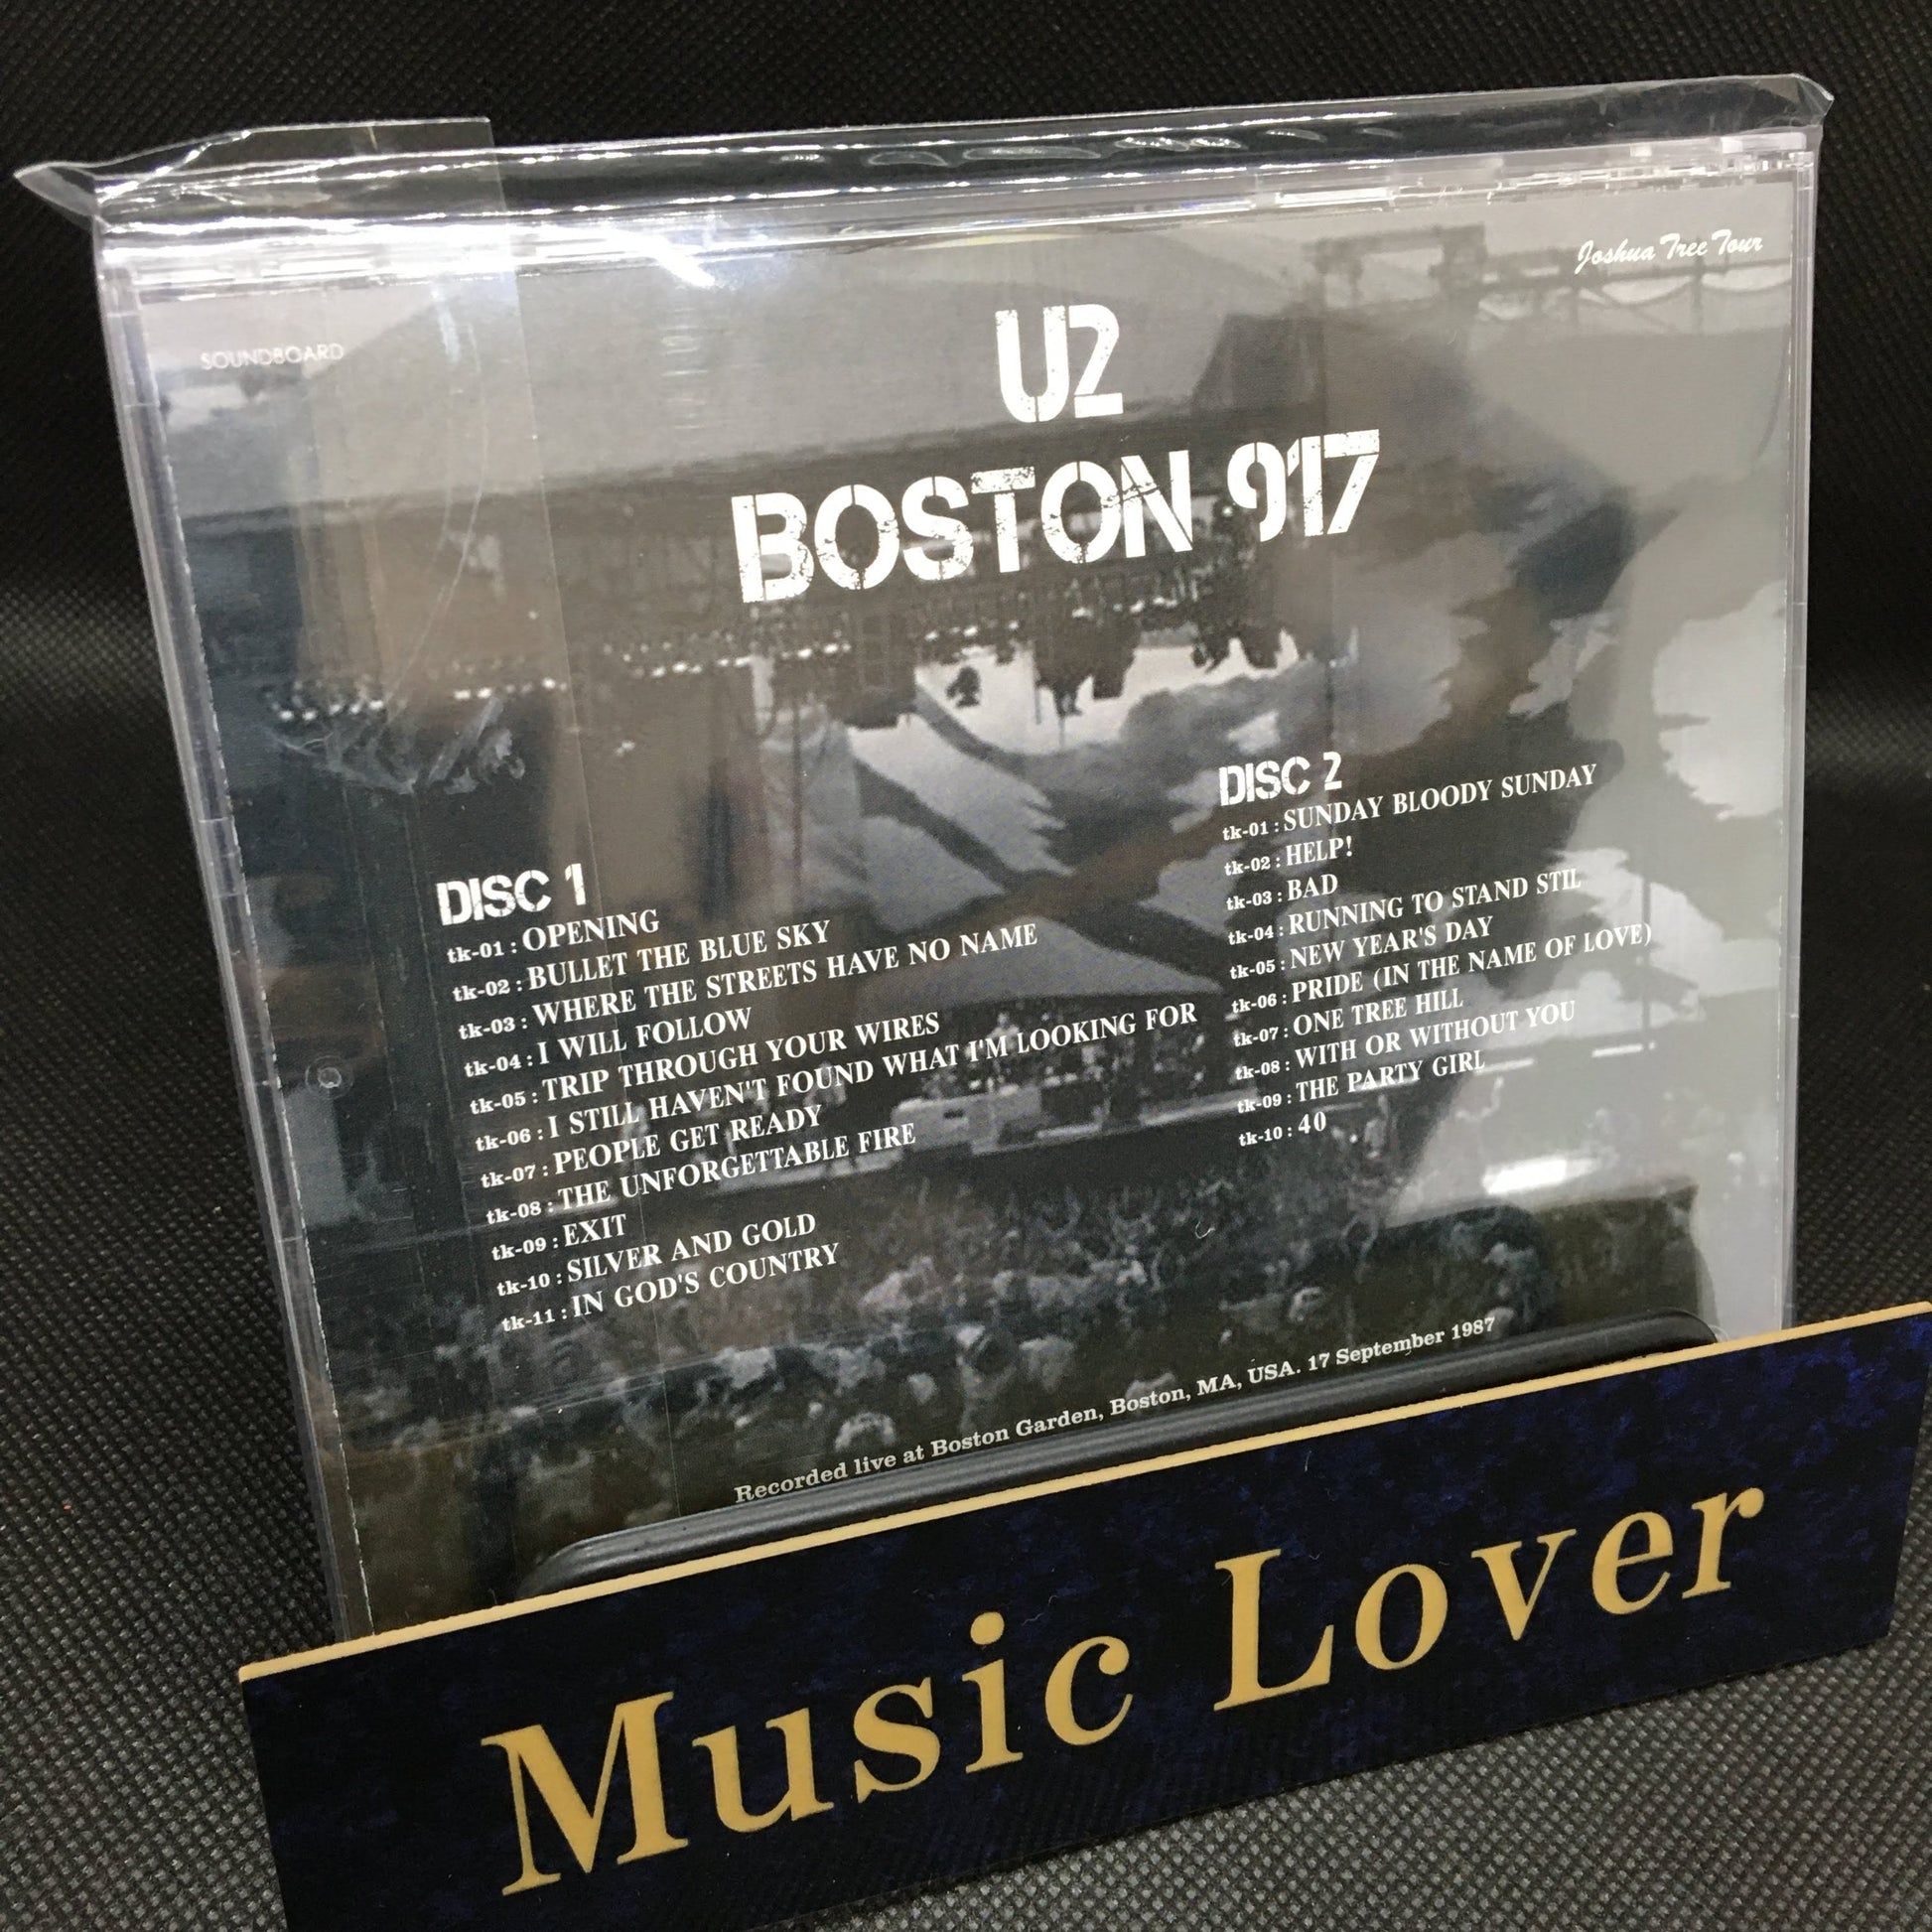 Joshua Tree Tour
SOUNDBOARD
U2
BOSTON 917
DISC 1
tk-01 : OPENING
tk-02 : BULLET THE BLUE SKY
tk-03 : WHERE THE STREETS HAVE NO NAME
tk-04 : I WILL FOLLOW
tk-05 : TRIP THROUGH YOUR WIRES
tk-06 : I STILL HAVEN'T FOUND WHAT I'M LOOKING FOR
tk-07 : PEOPLE GET READY
tk-08 : THE UNFORGETTABLE FIRE
tk-09 : EXIT
tk-10 : SILVER AND GOLD
tk-11 : IN GOD'S COUNTRY
DISC 2
tk-01 : SUNDAY BLOODY SUNDAY
tk-02 : HELP!
tk-03 : BAD
tk-04 : RUNNING TO STAND STIL
tk-05 : NEW YEAR'S DAY
tk-06 : PRIDE (IN THE NAME OF LOVE)
tk-07 : ONE TREE HILL
tk-08 : WITH OR WITHOUT YOU
tk-09 : THE PARTY GIRL
tk-10 : 40
Recorded live at Boston Garden, Boston, MA, USA. 17 September 1987
Music Lover